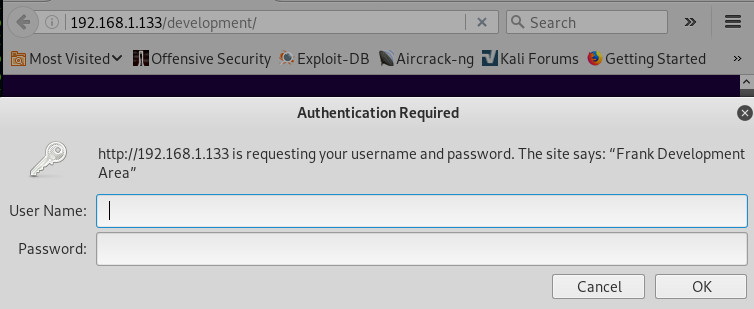 192.168.1.133/development/
Search
Most Visited
Offensive Security
Exploit-DB
Aircrack-ng
Kali Forums
Getting Started
Authentication Required
http://192.168.1.133 is requesting your username and password. The site says: “Frank Development
Area”
User Name:
Password:
Cancel
OK